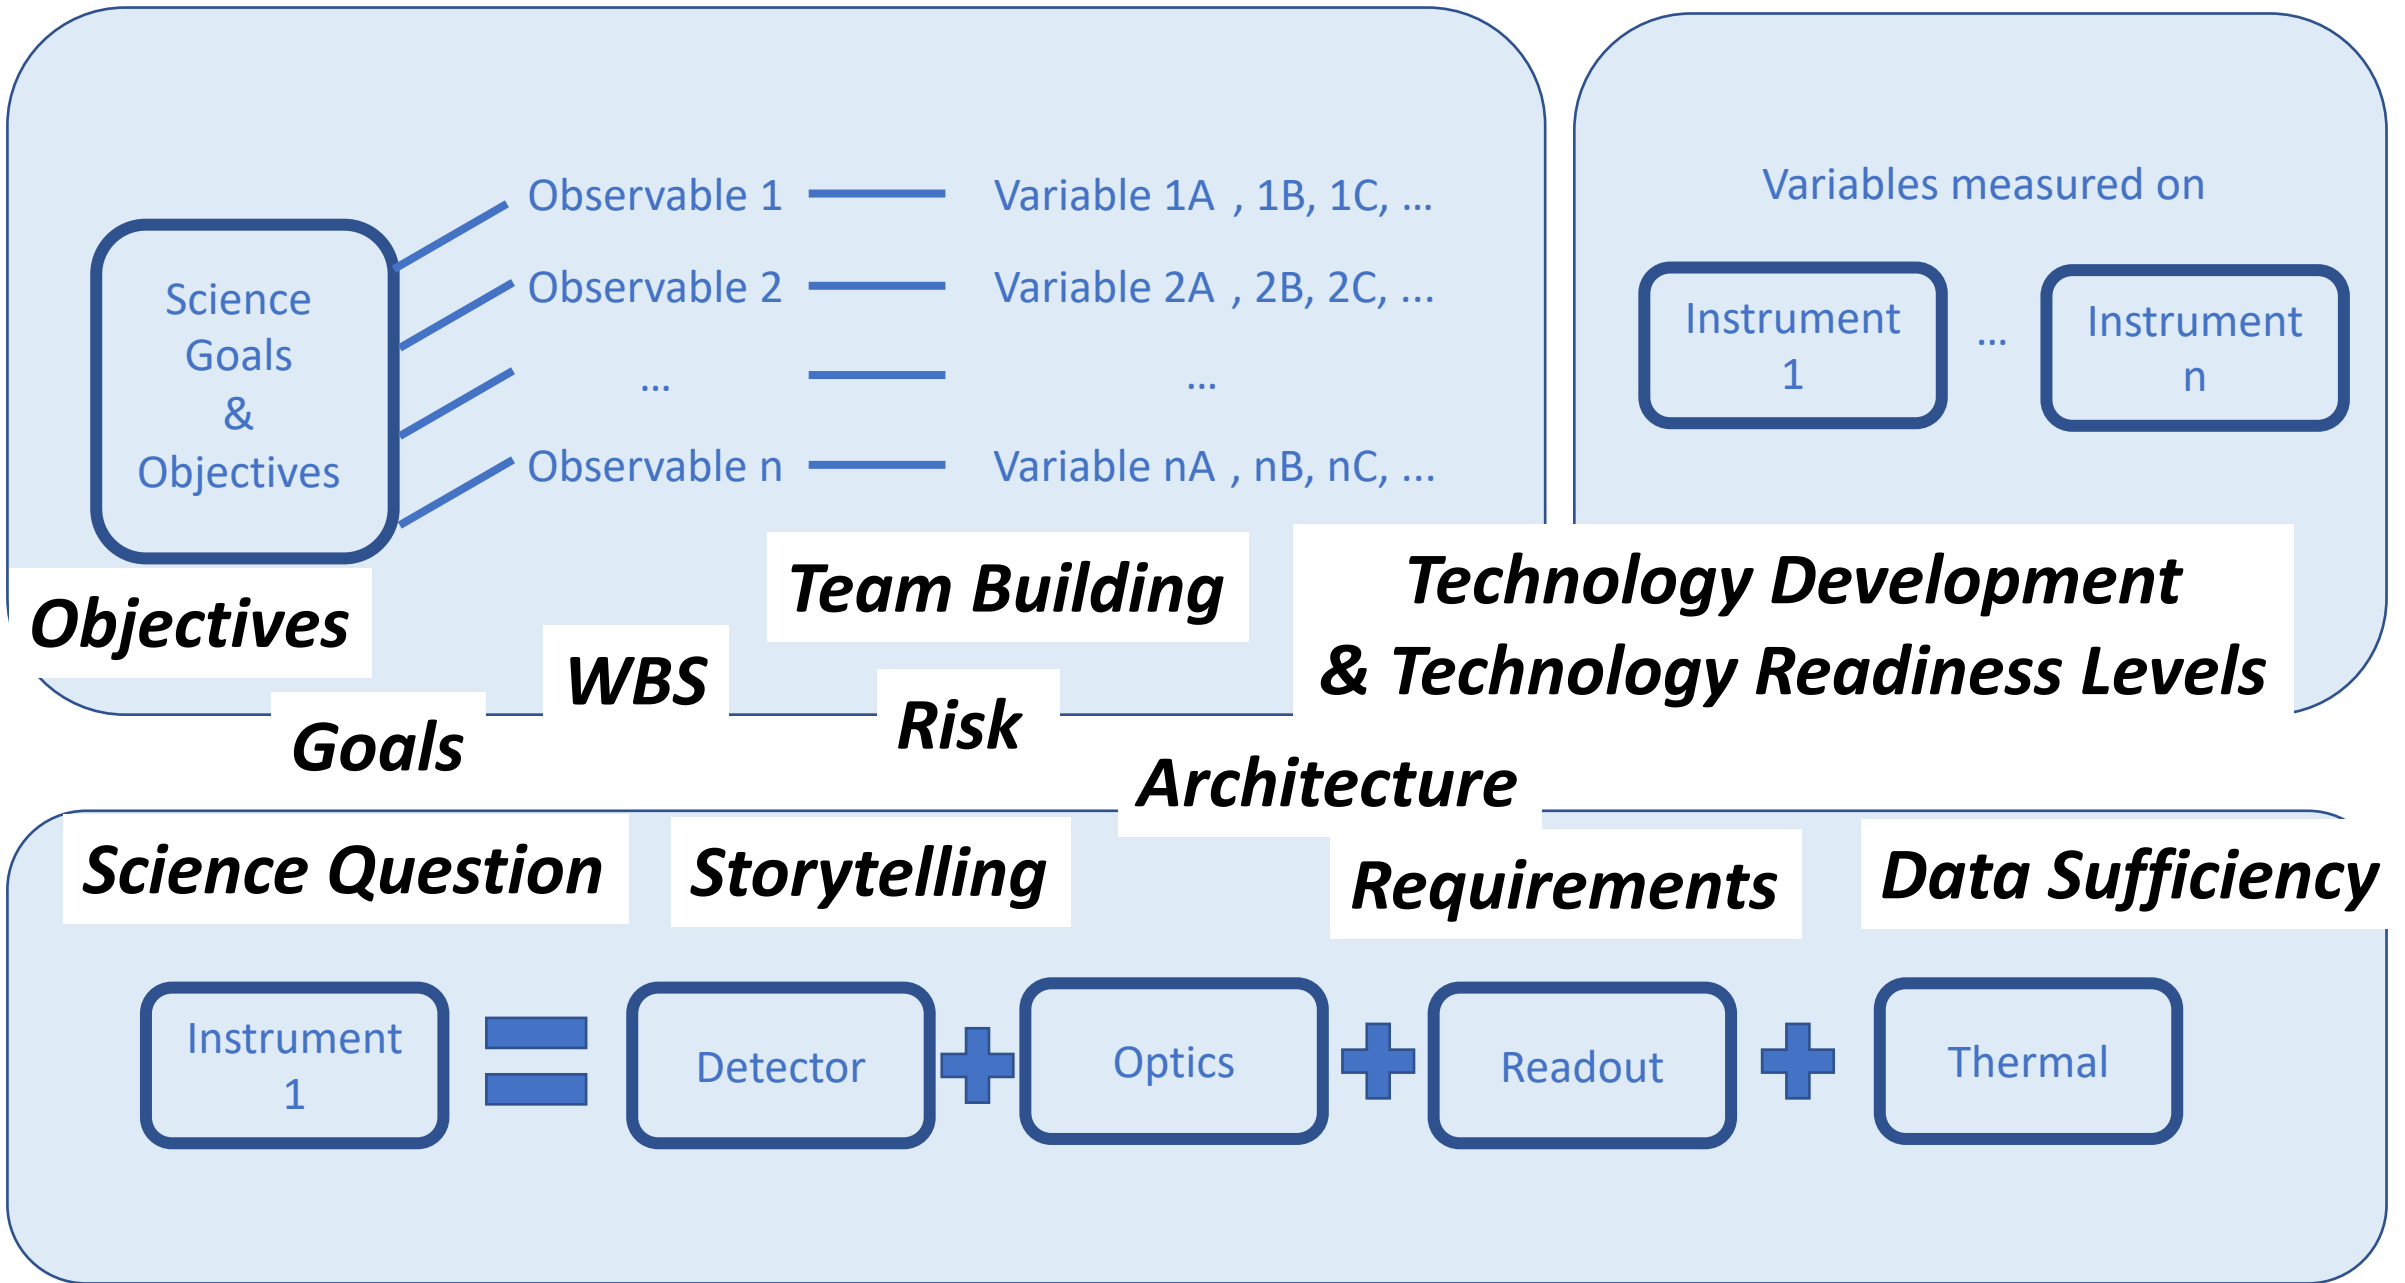 Science
Goals
&
Objectives
Observable 1
Variable 1A , 1B, 1C, ...
Observable 2
Variable 2A , 2B, 2C, ...
...
...
Observable n
Variable nA , nB, nC, ...
Variables measured on
Instrument
1
...
Instrument
n
Objectives
Goals
WBS
Team Building
Risk
Technology Development
& Technology Readiness Levels
Architecture
Science Question
Storytelling
Requirements
Data Sufficiency
Instrument
1
Detector
Optics
Readout
Thermal